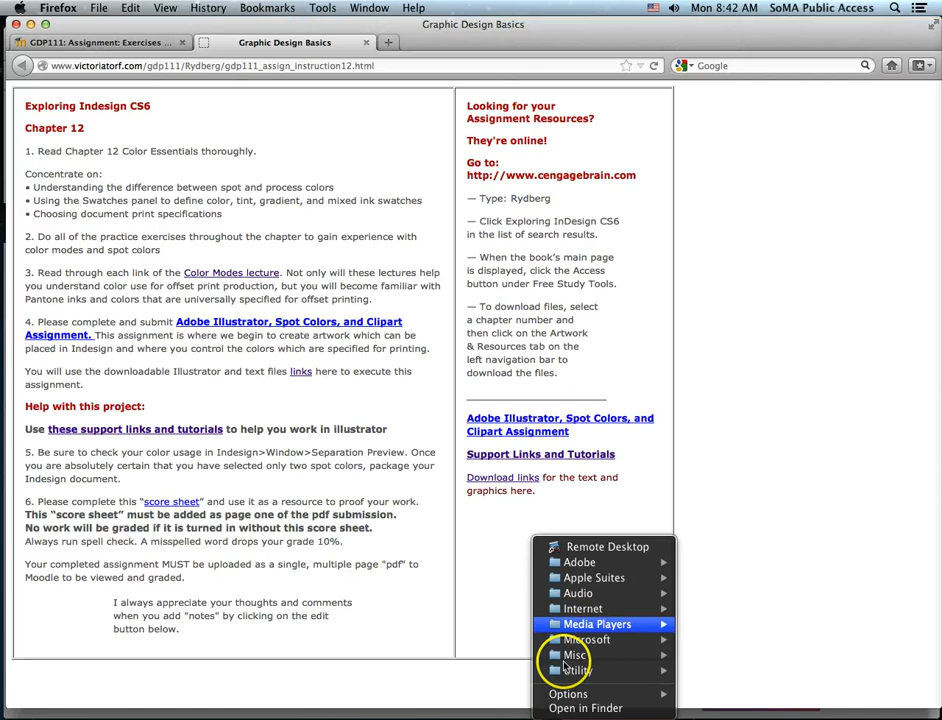 Firefox File Edit View History Bookmarks Tools Window Help Mon 8:42 AM SoMA Public Access
Graphic Design Basics
GDP111: Assignment: Exercises ... Graphic Design Basics
www.victoriatorf.com/gdp111/Rydberg/gdp111_assign_instruction12.html Google
Exploring Indesign CS6
Chapter 12
1. Read Chapter 12 Color Essentials thoroughly.
Concentrate on:
• Understanding the difference between spot and process colors
• Using the Swatches panel to define color, tint, gradient, and mixed ink swatches
• Choosing document print specifications
2. Do all of the practice exercises throughout the chapter to gain experience with
color modes and spot colors
3. Read through each link of the Color Modes lecture. Not only will these lectures help
you understand color use for offset print production, but you will become familiar with
Pantone inks and colors that are universally specified for offset printing.
4. Please complete and submit Adobe Illustrator, Spot Colors, and Clipart
Assignment. This assignment is where we begin to create artwork which can be
placed in Indesign and where you control the colors which are specified for printing.
You will use the downloadable Illustrator and text files links here to execute this
assignment.
Help with this project:
Use these support links and tutorials to help you work in illustrator
5. Be sure to check your color usage in Indesign>Window>Separation Preview. Once
you are absolutely certain that you have selected only two spot colors, package your
Indesign document.
6. Please complete this “score sheet” and use it as a resource to proof your work.
This “score sheet” must be added as page one of the pdf submission.
No work will be graded if it is turned in without this score sheet.
Always run spell check. A misspelled word drops your grade 10%.
Your completed assignment MUST be uploaded as a single, multiple page “pdf” to
Moodle to be viewed and graded.
I always appreciate your thoughts and comments
when you add "notes" by clicking on the edit
button below.
Looking for your
Assignment Resources?
They're online!
Go to:
http://www.cengagebrain.com
— Type: Rydberg
— Click Exploring InDesign CS6
in the list of search results.
— When the book's main page
is displayed, click the Access
button under Free Study Tools.
— To download files, select
a chapter number and
then click on the Artwork
& Resources tab on the
left navigation bar to
download the files.
Adobe Illustrator, Spot Colors, and
Clipart Assignment
Support Links and Tutorials
Download links for the text and
graphics here.
Remote Desktop
Adobe
Apple Suites
Audio
Internet
Media Players
Microsoft
Misc
Utility
Options
Open in Finder